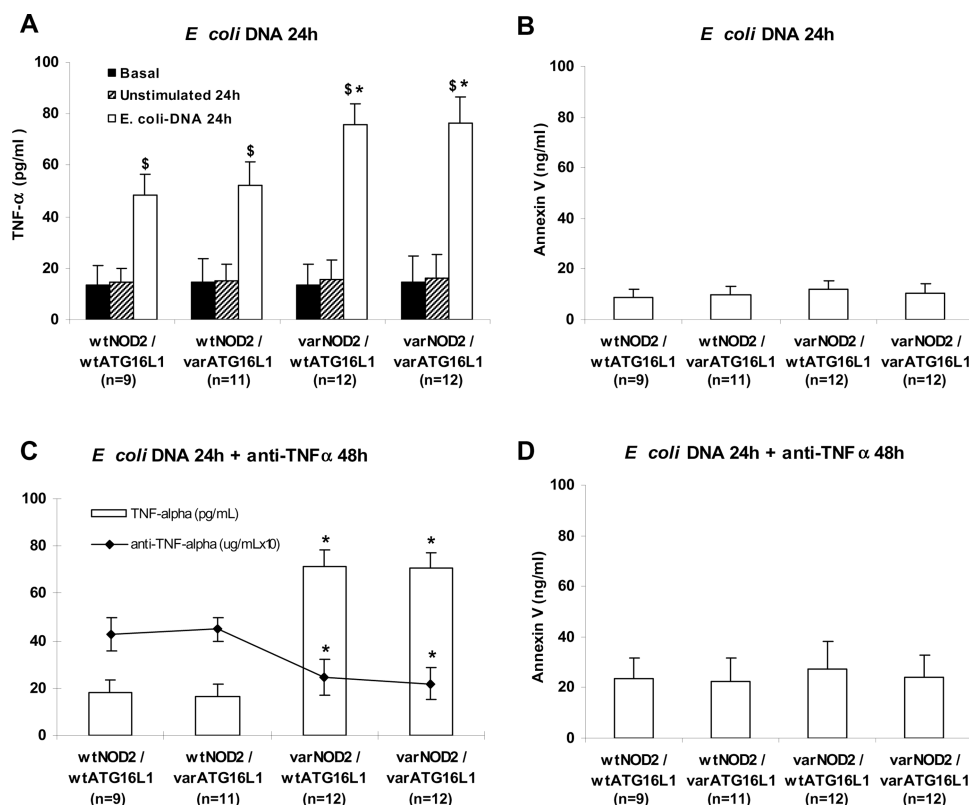 A
E coli DNA 24h
Basal
Unstimulated 24h
E. coli-DNA 24h
TNF-α (pg/ml )
100
80
60
40
20
0
$
$
$ *
$ *
wtNOD2 / wtNOD2 / varNOD2 / varNOD2 /
wtATG16L1 varATG16L1 wtATG16L1 varATG16L1
(n=9) (n=11) (n=12) (n=12)
B
E coli DNA 24h
Annexin V (ng/ml)
100
80
60
40
20
0
wtNOD2 / wtNOD2 / varNOD2 / varNOD2 /
wtATG16L1 varATG16L1 wtATG16L1 varATG16L1
(n=9) (n=11) (n=12) (n=12)
C
E coli DNA 24h + anti-TNFα 48h
TNF-alpha (pg/mL)
anti-TNF-alpha (ug/mLx10)
100
80
60
40
20
0
*
*
*
*
wtNOD2 / wtNOD2 / varNOD2 / varNOD2 /
wtATG16L1 varATG16L1 wtATG16L1 varATG16L1
(n=9) (n=11) (n=12) (n=12)
D
E coli DNA 24h + anti-TNFα 48h
Annexin V (ng/ml)
100
80
60
40
20
0
wtNOD2 / wtNOD2 / varNOD2 / varNOD2 /
wtATG16L1 varATG16L1 wtATG16L1 varATG16L1
(n=9) (n=11) (n=12) (n=12)